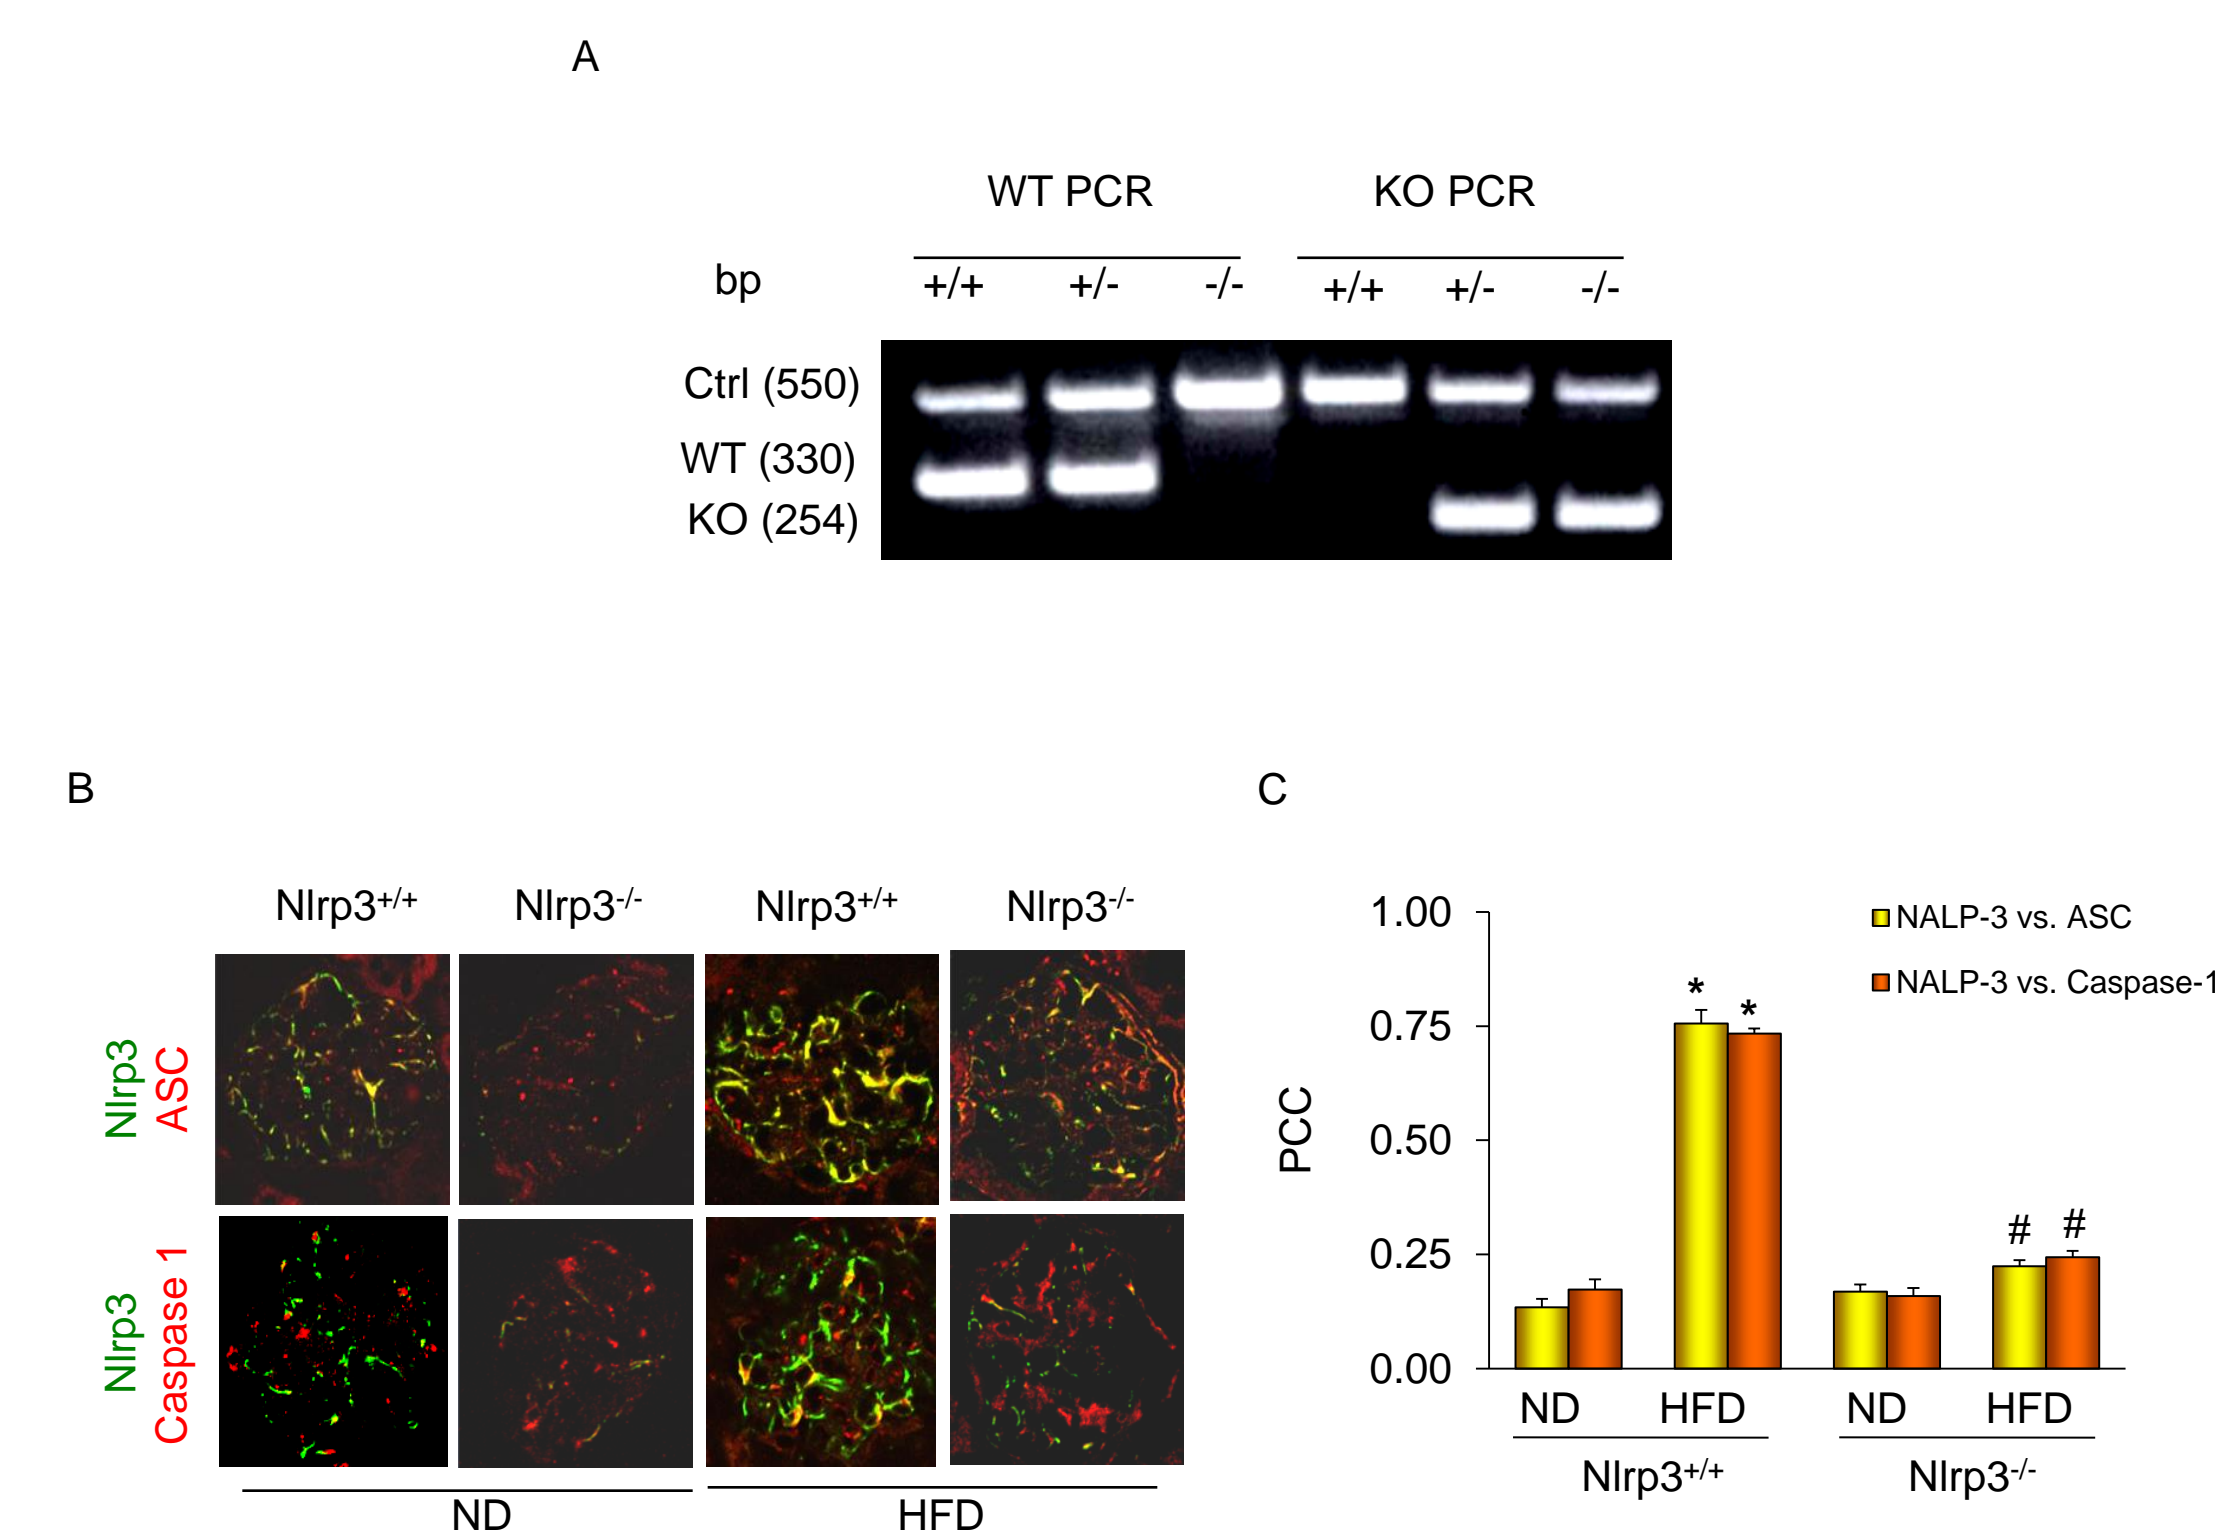 A
WT PCR KO PCR
bp +/+ +/- -/- +/+ +/- -/-
Ctrl (550)
WT (330)
KO (254)
B
Nlrp3+/+ Nlrp3-/- Nlrp3+/+ Nlrp3-/-
Nlrp3
ASC
Nlrp3
Caspase 1
ND HFD
C
NALP-3 vs. ASC
NALP-3 vs. Caspase-1
PCC
1.00
0.75
0.50
0.25
0.00
* * # #
ND HFD ND HFD
Nlrp3+/+ Nlrp3-/-